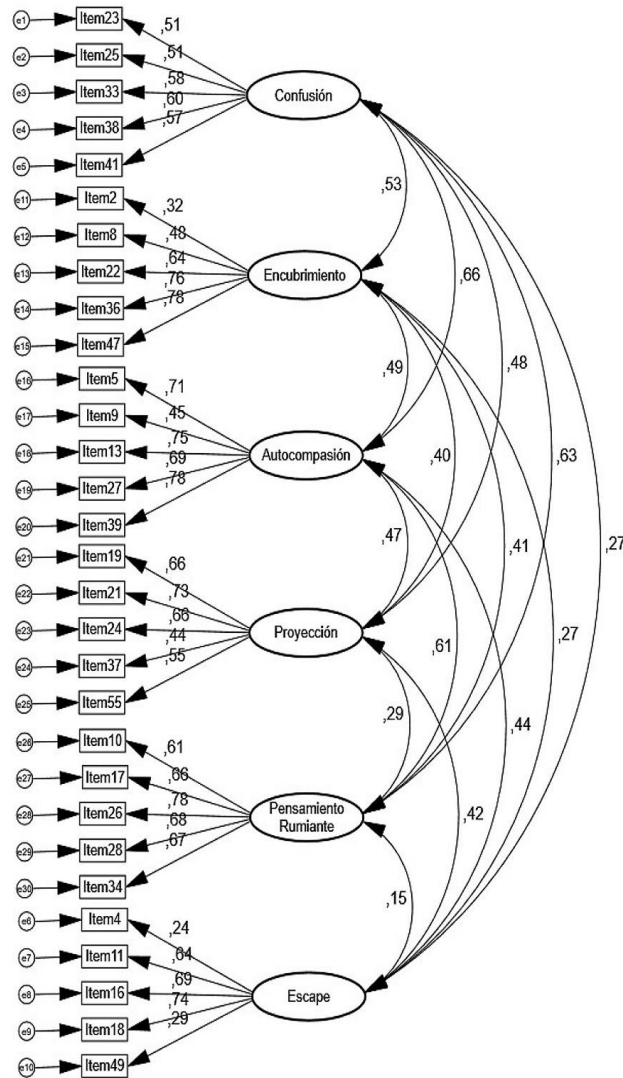 e1 Item23 ,51
e2 Item25 ,51
e3 Item33 ,58
e4 Item38 ,60
e5 Item41 ,57
Confusión
e11 Item2 ,32
e12 Item8 ,48
e13 Item22 ,64
e14 Item36 ,76
e15 Item47 ,78
Encubrimiento
e16 Item5 ,71
e17 Item9 ,45
e18 Item13 ,75
e19 Item27 ,69
e20 Item39 ,78
Autocompasión
e21 Item19 ,66
e22 Item21 ,73
e23 Item24 ,66
e24 Item37 ,44
e25 Item55 ,55
Proyección
e26 Item10 ,61
e27 Item17 ,66
e28 Item26 ,78
e29 Item28 ,68
e30 Item34 ,67
Pensamiento
Rumiante
e6 Item4 ,24
e7 Item11 ,64
e8 Item16 ,69
e9 Item18 ,74
e10 Item49 ,29
Escape
,53
,66
,49
,48
,40
,63
,47
,41
,27
,61
,27
,29
,44
,42
,15